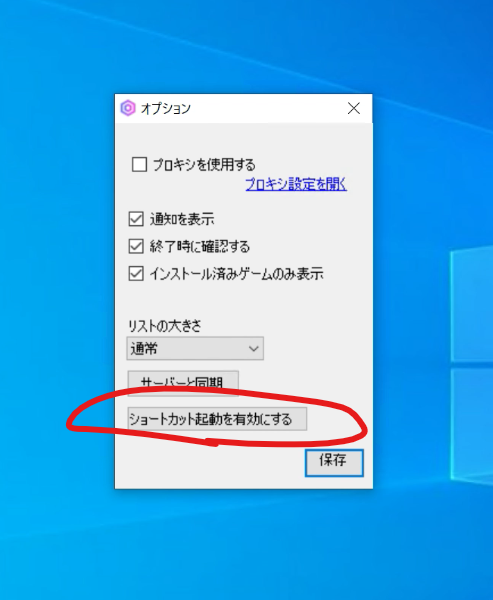 オプション
プロキシを使用する
プロキシ設定を開く
通知を表示
終了時に確認する
インストール済みゲームのみ表示
リストの大きさ
通常
サーバーと同期
ショートカット起動を有効にする
保存